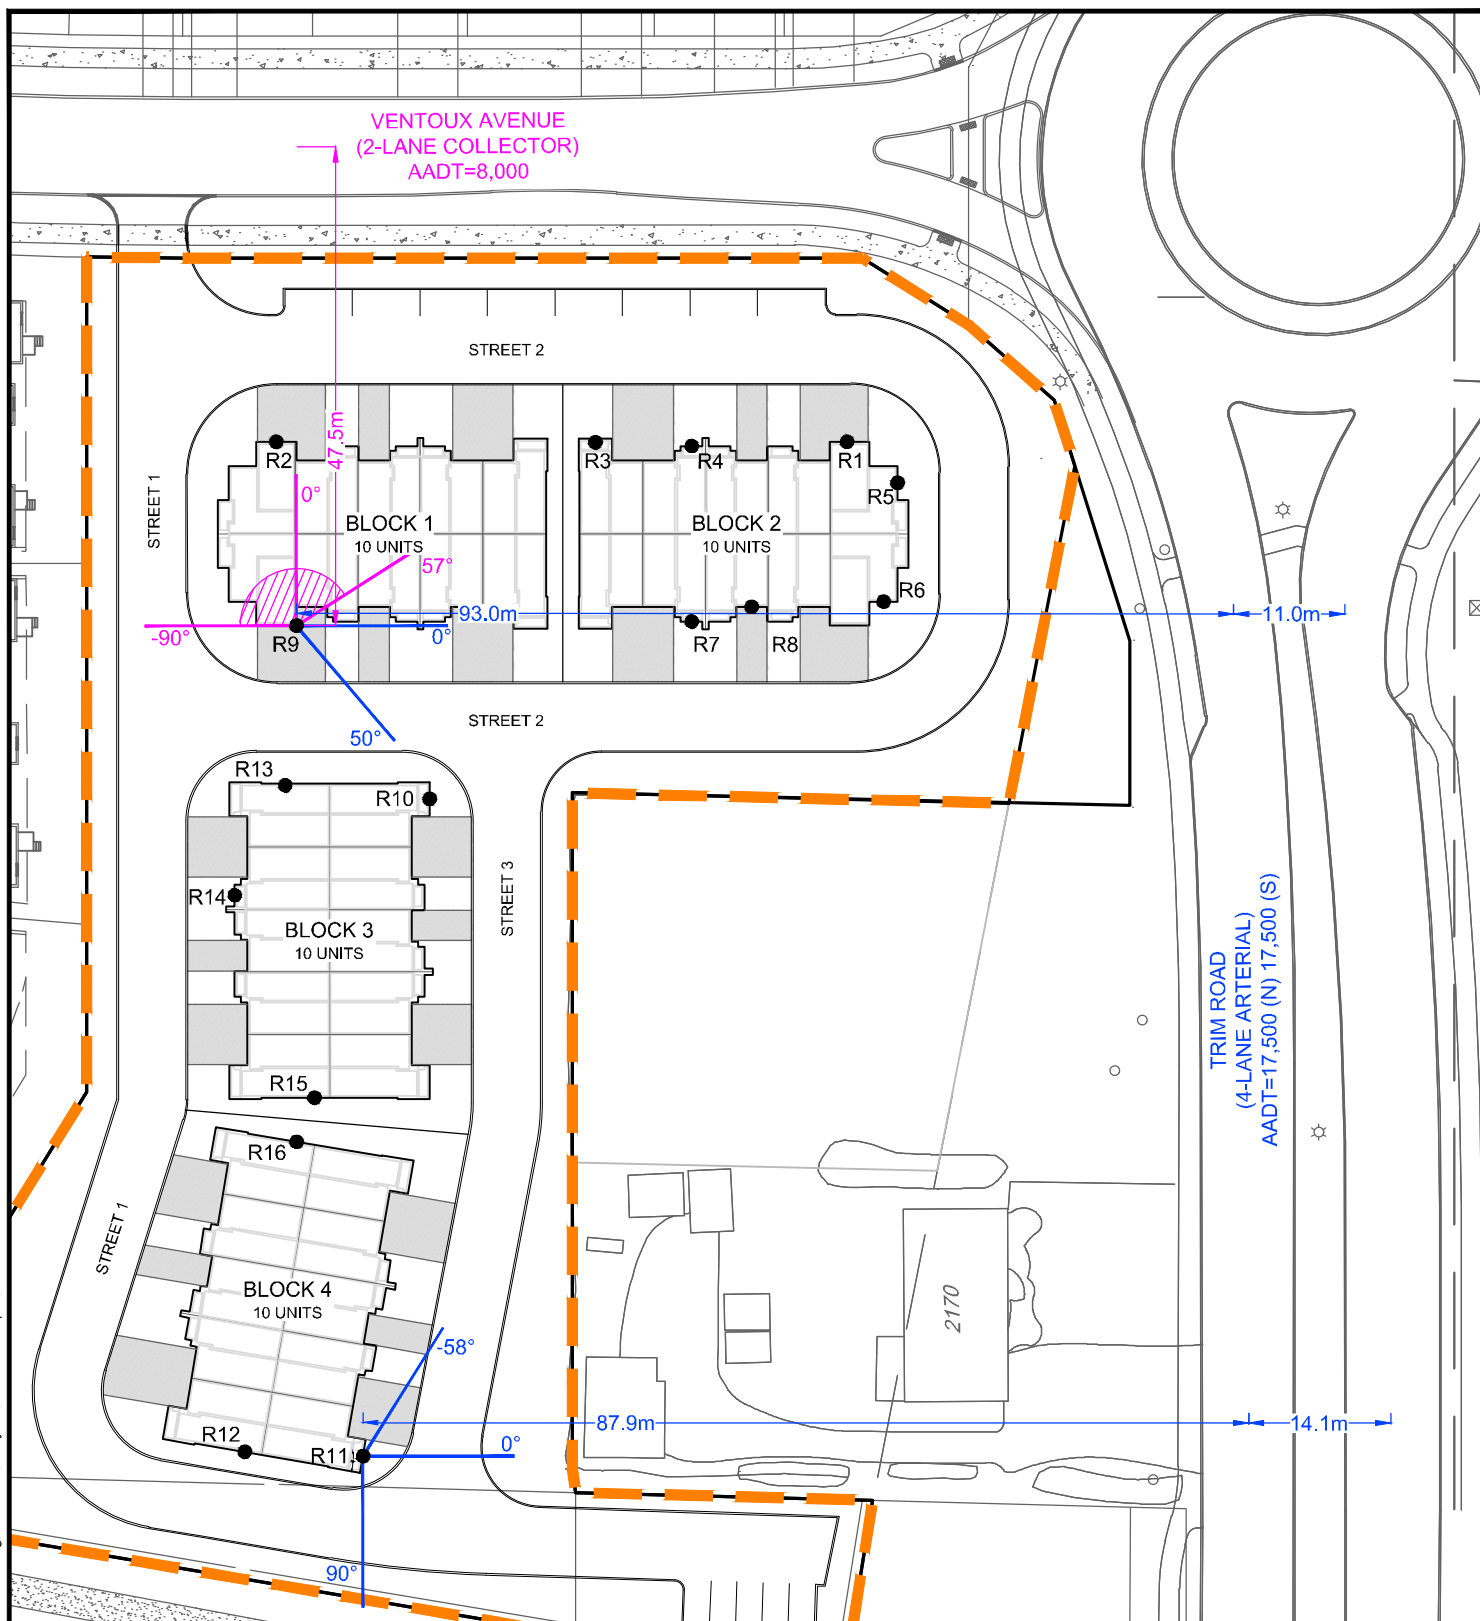 VENTOUX AVENUE
(2-LANE COLLECTOR)
AADT=8,000
STREET 2
47.5m
R2
R3
R4
R1
R5
0°
STREET 1
BLOCK 1
10 UNITS
BLOCK 2
10 UNITS
57°
R6
93.0m
11.0m
-90°
R9
0°
R7
R8
50°
STREET 2
R13
R10
R14
STREET 3
BLOCK 3
10 UNITS
TRIM ROAD
(4-LANE ARTERIAL)
AADT=17,500 (N) 17,500 (S)
R15
R16
STREET 1
BLOCK 4
10 UNITS
2170
-58°
87.9m
14.1m
R12
R11
0°
90°